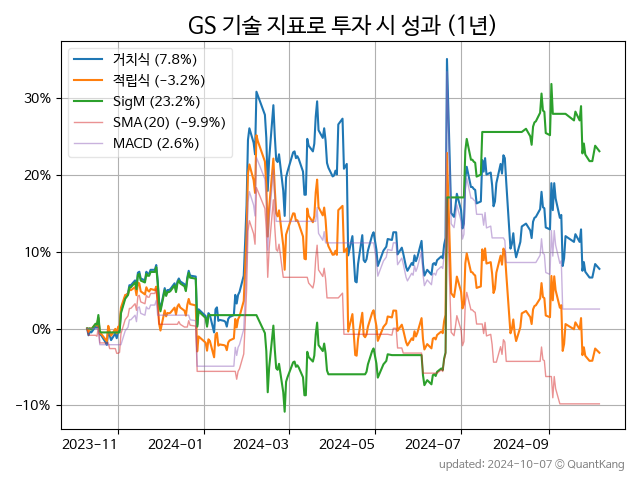 GS 기술 지표로 투자 시 성과 (1년)
거치식 (7.8%)
적립식 (−3.2%)
SigM (23.2%)
SMA(20) (−9.9%)
MACD (2.6%)
30%
20%
10%
0%
−10%
2023−11
2024−01
2024−03
2024−05
2024−07
2024−09
updated: 2024-10-07 © QuantKang